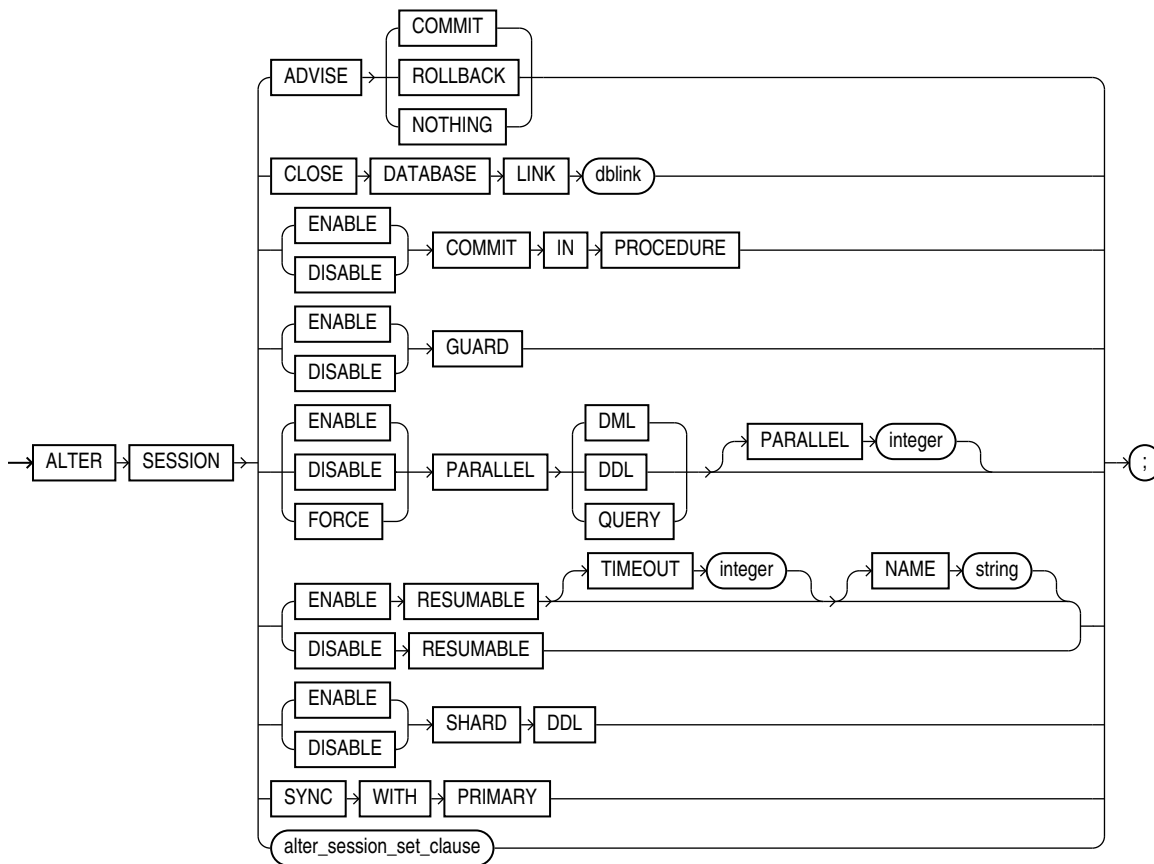 COMMIT
ADVISE ROLLBACK
NOTHING
CLOSE DATABASE LINK dblink
ENABLE
COMMIT IN PROCEDURE
DISABLE
ENABLE
GUARD
DISABLE
ENABLE DML PARALLEL integer
ALTER SESSION DISABLE PARALLEL DDL ;
FORCE QUERY
TIMEOUT integer NAME string
ENABLE RESUMABLE
DISABLE RESUMABLE
ENABLE
SHARD DDL
DISABLE
SYNC WITH PRIMARY
alter_session_set_clause